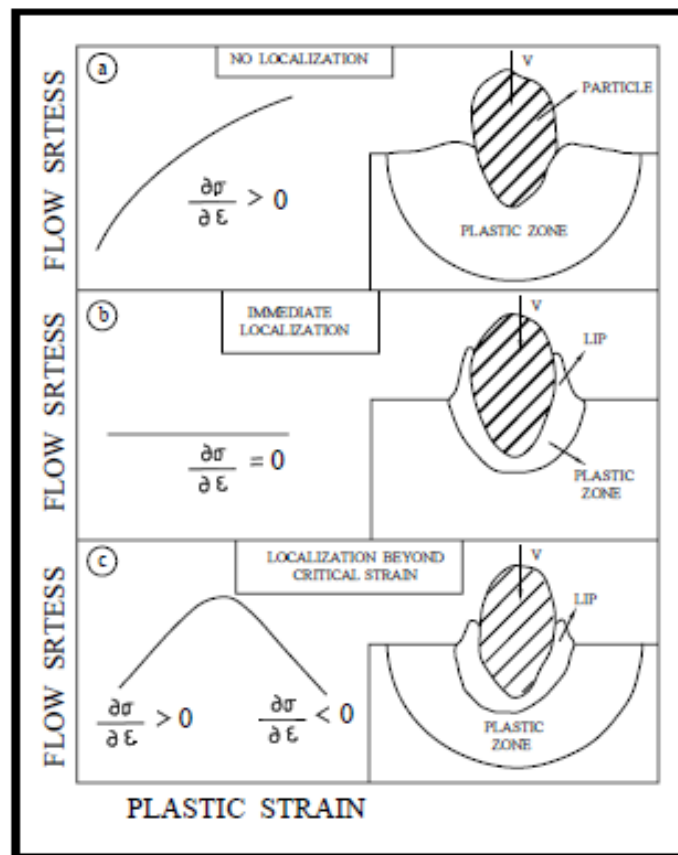 a
NO LOCALIZATION
V
PARTICLE
FLOW SRTESS
∂σ/∂ε > 0
PLASTIC ZONE
b
IMMEDIATE
LOCALIZATION
V
LIP
FLOW SRTESS
∂σ/∂ε = 0
PLASTIC
ZONE
c
LOCALIZATION BEYOND
CRITICAL STRAIN
V
LIP
FLOW SRTESS
∂σ/∂ε > 0
∂σ/∂ε < 0
PLASTIC
ZONE
PLASTIC STRAIN